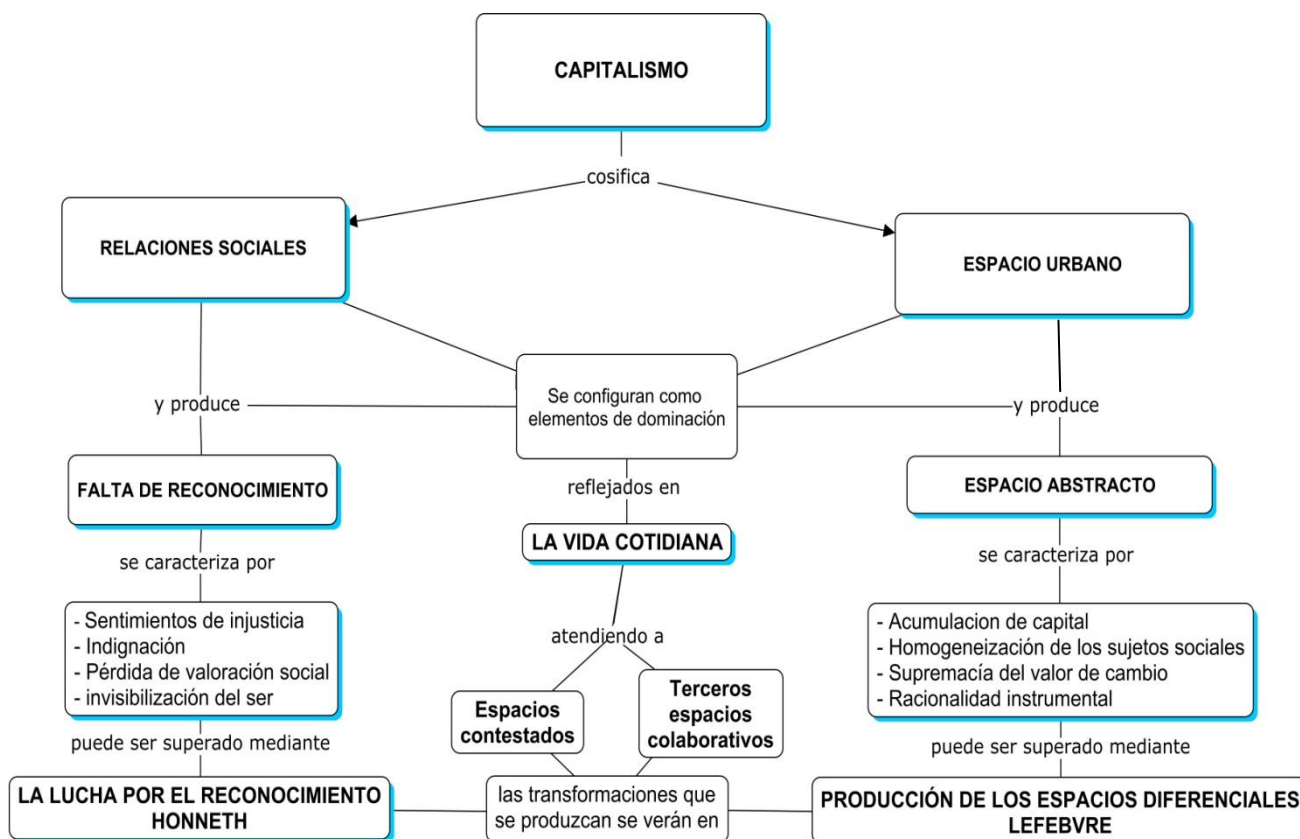 CAPITALISMO
cosifica
RELACIONES SOCIALES
ESPACIO URBANO
Se configuran como
elementos de dominación
y produce
y produce
FALTA DE RECONOCIMIENTO
reflejados en
ESPACIO ABSTRACTO
LA VIDA COTIDIANA
se caracteriza por
se caracteriza por
- Sentimientos de injusticia
- Indignación
- Pérdida de valoración social
- invisibilización del ser
atendiendo a
- Acumulacion de capital
- Homogeneización de los sujetos sociales
- Supremacía del valor de cambio
- Racionalidad instrumental
Espacios
contestados
Terceros
espacios
colaborativos
puede ser superado mediante
puede ser superado mediante
LA LUCHA POR EL RECONOCIMIENTO
HONNETH
las transformaciones que
se produzcan se verán en
PRODUCCIÓN DE LOS ESPACIOS DIFERENCIALES
LEFEBVRE